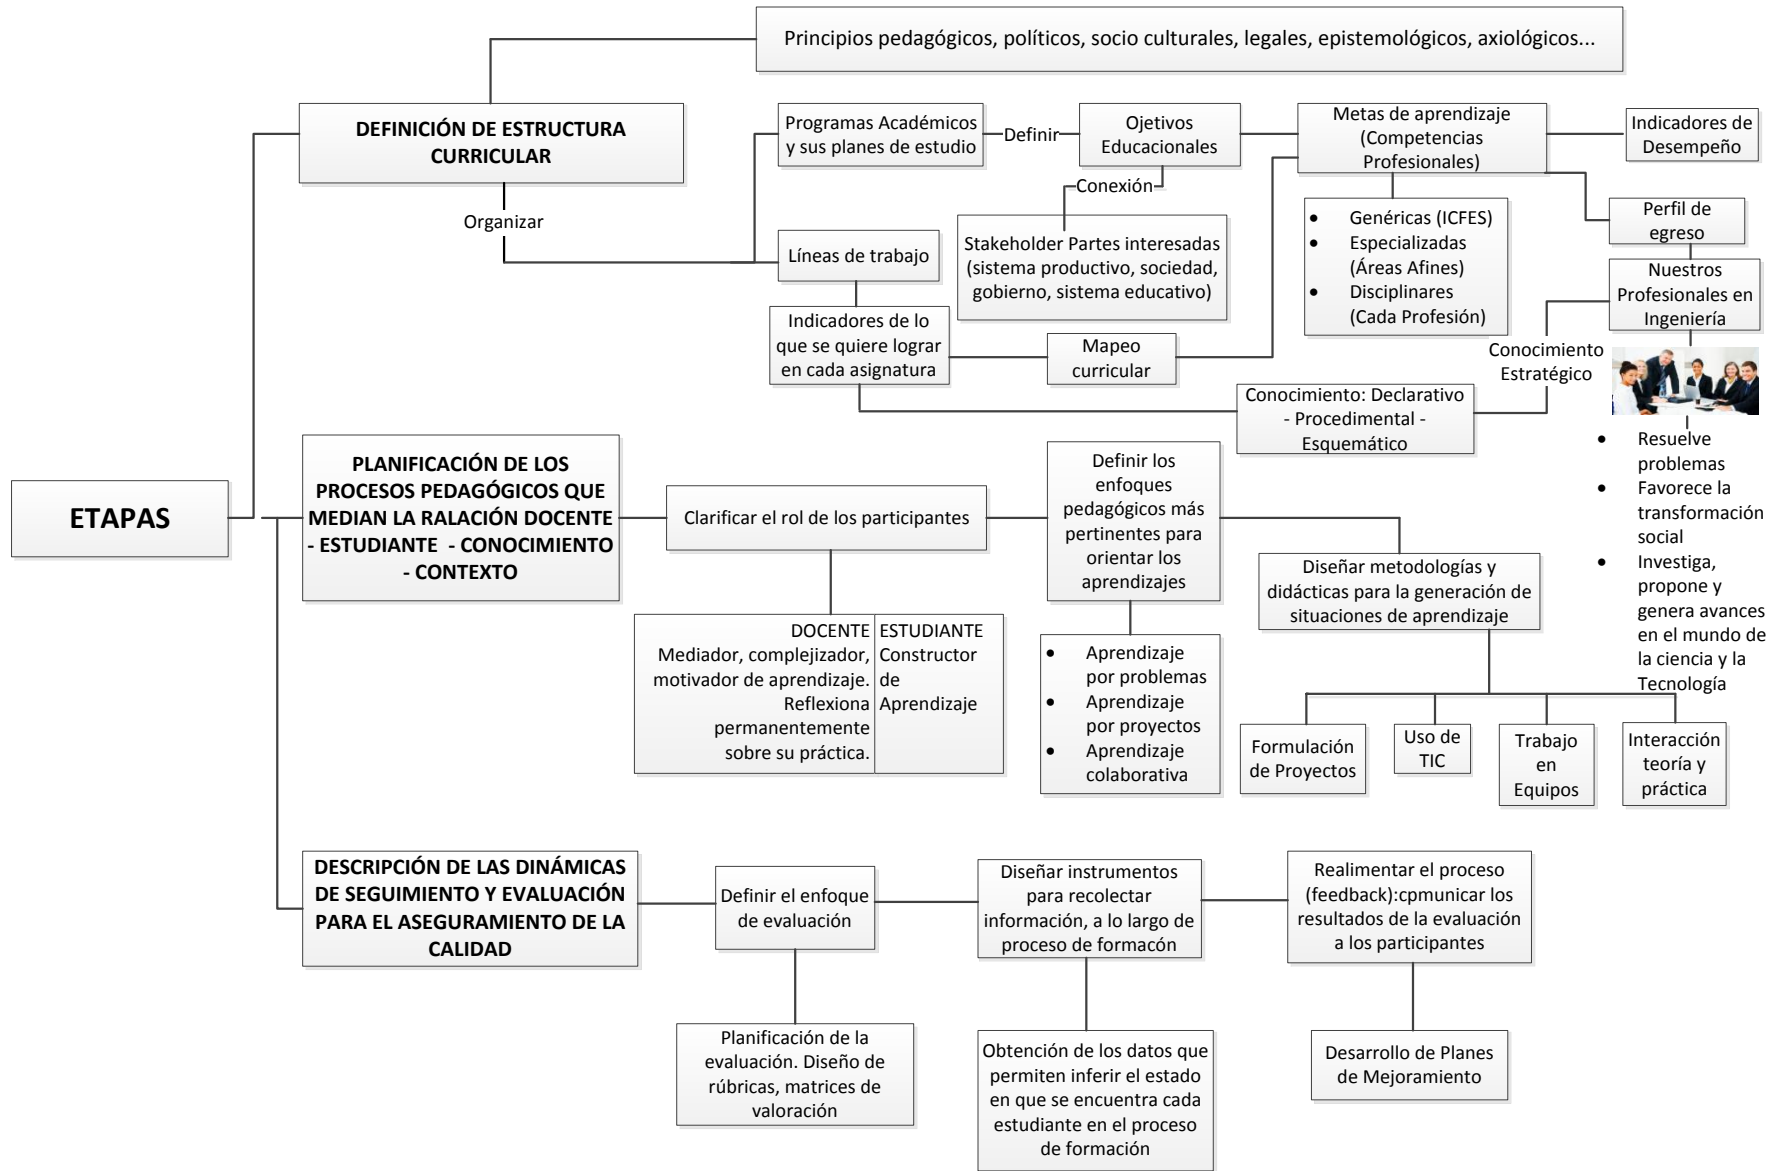 Principios pedagógicos, políticos, socio culturales, legales, epistemológicos, axiológicos...
DEFINICIÓN DE ESTRUCTURA
CURRICULAR
Organizar
Programas Académicos
y sus planes de estudio
Definir
Ojetivos
Educacionales
Metas de aprendizaje
(Competencias
Profesionales)
Indicadores de
Desempeño
Conexión
Stakeholder Partes interesadas
(sistema productivo, sociedad,
gobierno, sistema educativo)
• Genéricas (ICFES)
• Especializadas
(Áreas Afines)
• Disciplinares
(Cada Profesión)
Perfil de
egreso
Nuestros
Profesionales en
Ingeniería
Líneas de trabajo
Indicadores de lo
que se quiere lograr
en cada asignatura
Mapeo
curricular
Conocimiento
Estratégico
Conocimiento: Declarativo
- Procedimental -
Esquemático
• Resuelve
problemas
• Favorece la
transformación
social
• Investiga,
propone y
genera avances
en el mundo de
la ciencia y la
Tecnología
ETAPAS
PLANIFICACIÓN DE LOS
PROCESOS PEDAGÓGICOS QUE
MEDIAN LA RALACIÓN DOCENTE
- ESTUDIANTE - CONOCIMIENTO
- CONTEXTO
Clarificar el rol de los participantes
DOCENTE
Mediador, complejizador,
motivador de aprendizaje.
Reflexiona
permanentemente
sobre su práctica.
ESTUDIANTE
Constructor
de
Aprendizaje
Definir los
enfoques
pedagógicos más
pertinentes para
orientar los
aprendizajes
• Aprendizaje
por problemas
• Aprendizaje
por proyectos
• Aprendizaje
colaborativa
Diseñar metodologías y
didácticas para la generación de
situaciones de aprendizaje
Formulación
de Proyectos
Uso de
TIC
Trabajo
en
Equipos
Interacción
teoría y
práctica
DESCRIPCIÓN DE LAS DINÁMICAS
DE SEGUIMIENTO Y EVALUACIÓN
PARA EL ASEGURAMIENTO DE LA
CALIDAD
Definir el enfoque
de evaluación
Planificación de la
evaluación. Diseño de
rúbricas, matrices de
valoración
Diseñar instrumentos
para recolectar
información, a lo largo de
proceso de formacón
Obtención de los datos que
permiten inferir el estado
en que se encuentra cada
estudiante en el proceso
de formación
Realimentar el proceso
(feedback):cpmunicar los
resultados de la evaluación
a los participantes
Desarrollo de Planes
de Mejoramiento